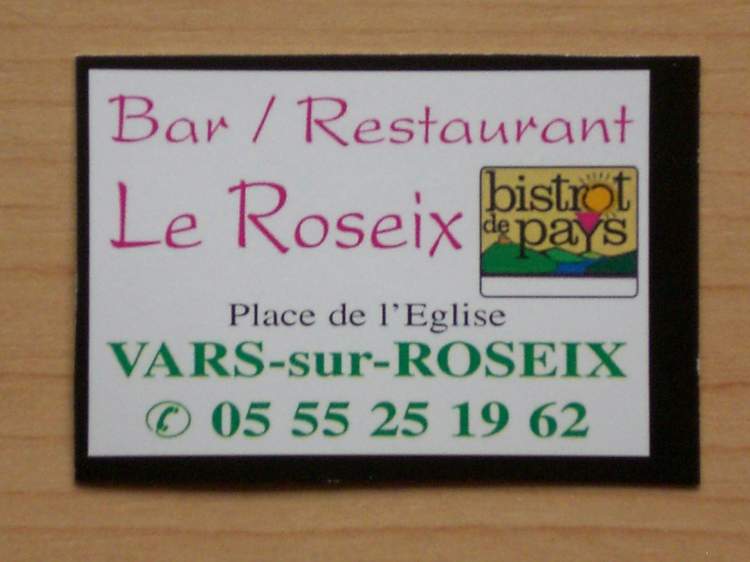 Bar / Restaurant
Le Roseix
bistrot
de pays
Place de l'Eglise
VARS-sur-ROSEIX
✆ 05 55 25 19 62